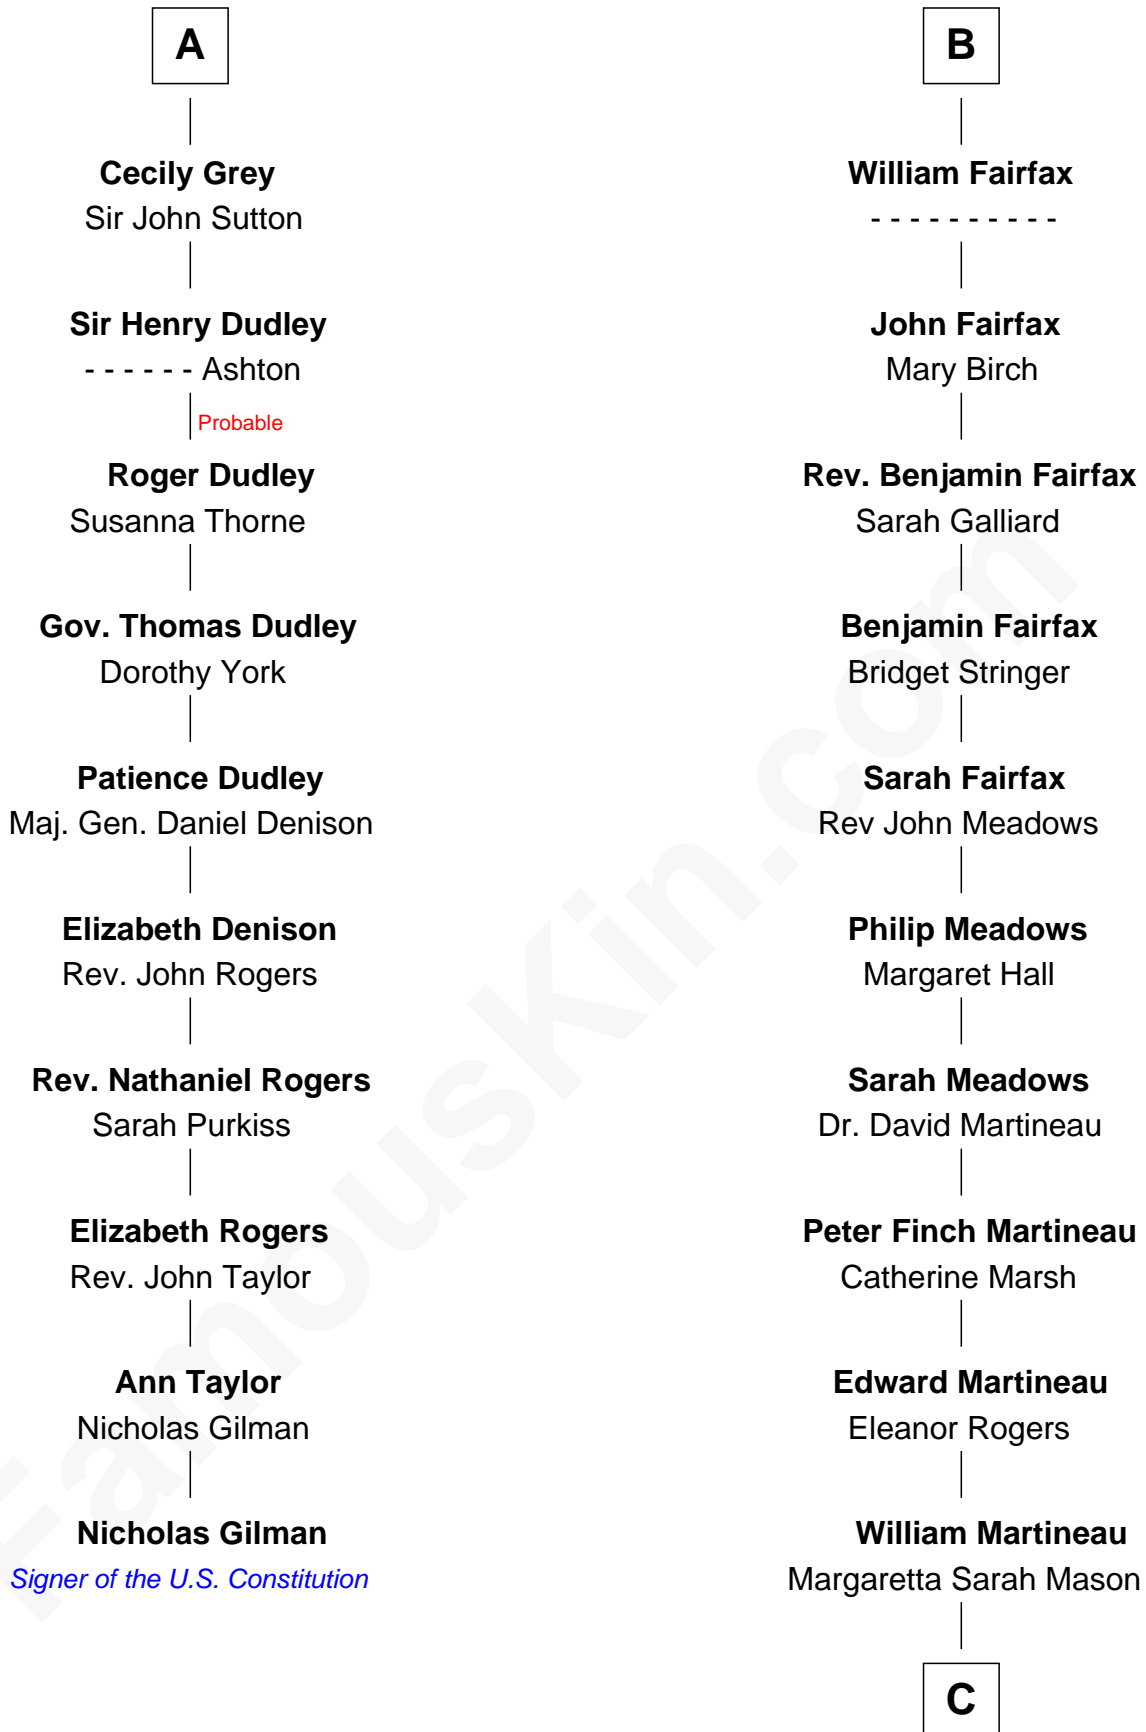 A
Cecily Grey
Sir John Sutton
Sir Henry Dudley
- - - - - - Ashton
Probable
Roger Dudley
Susanna Thorne
Gov. Thomas Dudley
Dorothy York
Patience Dudley
Maj. Gen. Daniel Denison
Elizabeth Denison
Rev. John Rogers
Rev. Nathaniel Rogers
Sarah Purkiss
Elizabeth Rogers
Rev. John Taylor
Ann Taylor
Nicholas Gilman
Nicholas Gilman
Signer of the U.S. Constitution
B
William Fairfax
- - - - - - - - - -
John Fairfax
Mary Birch
Rev. Benjamin Fairfax
Sarah Galliard
Benjamin Fairfax
Bridget Stringer
Sarah Fairfax
Rev John Meadows
Philip Meadows
Margaret Hall
Sarah Meadows
Dr. David Martineau
Peter Finch Martineau
Catherine Marsh
Edward Martineau
Eleanor Rogers
William Martineau
Margaretta Sarah Mason
C
FamousKin.com